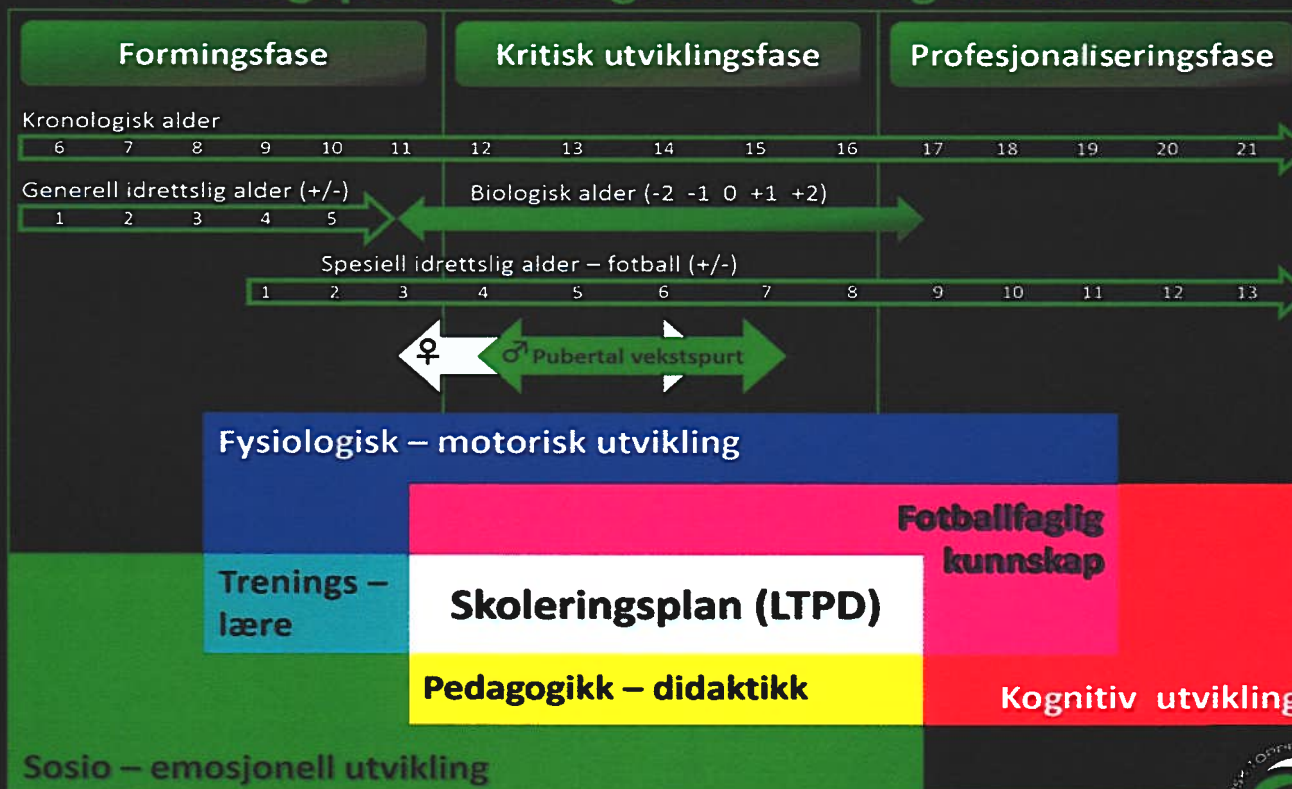 Formingsfase
Kritisk utviklingsfase
Profesjonaliseringsfase
Kronologisk alder
6 7 8 9 10 11 12 13 14 15 16 17 18 19 20 21
Generell idrettslig alder (+/-)
Biologisk alder (-2 -1 0 +1 +2)
1 2 3 4 5
Spesiell idrettslig alder – fotball (+/-)
1 2 3 4 5 6 7 8 9 10 11 12 13
♀ ♂ Pubertal vekstspurt
Fysiologisk – motorisk utvikling
Fotballfaglig
kunnskap
Trenings –
lære
Skoleringsplan (LTPD)
Pedagogikk – didaktikk
Kognitiv utvikling
Sosio – emosjonell utvikling